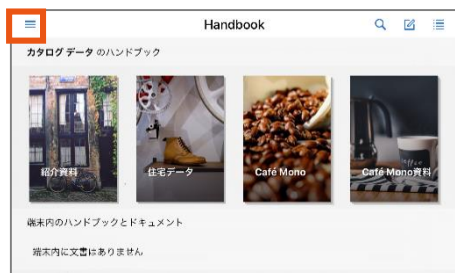 Handbook
カタログ データ のハンドブック
紹介資料
住宅データ
Café Mono
Café Mono資料
端末内のハンドブックとドキュメント
端末内に文書はありません